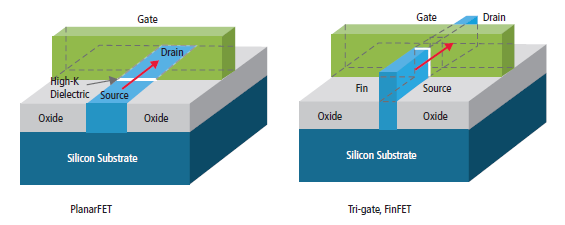 Gate
Drain
High-K
Dielectric
Source
Oxide
Oxide
Silicon Substrate
PlanarFET
Gate
Drain
Fin
Source
Oxide
Oxide
Silicon Substrate
Tri-gate, FinFET